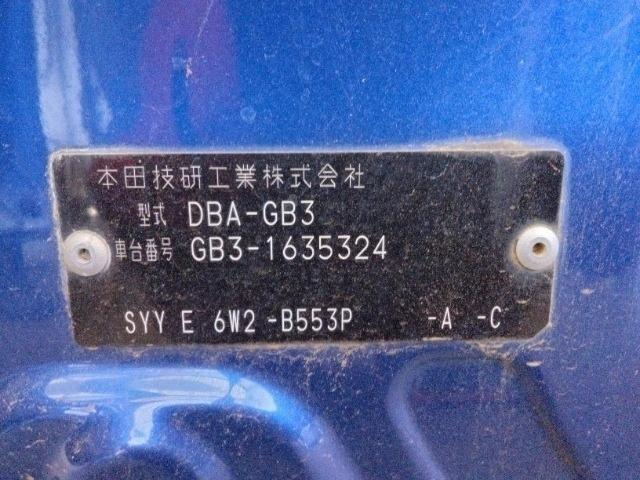 本田技研工業株式会社
型式 DBA-GB3
車台番号 GB3-1635324
SYY E 6W2 -B553P -A -C